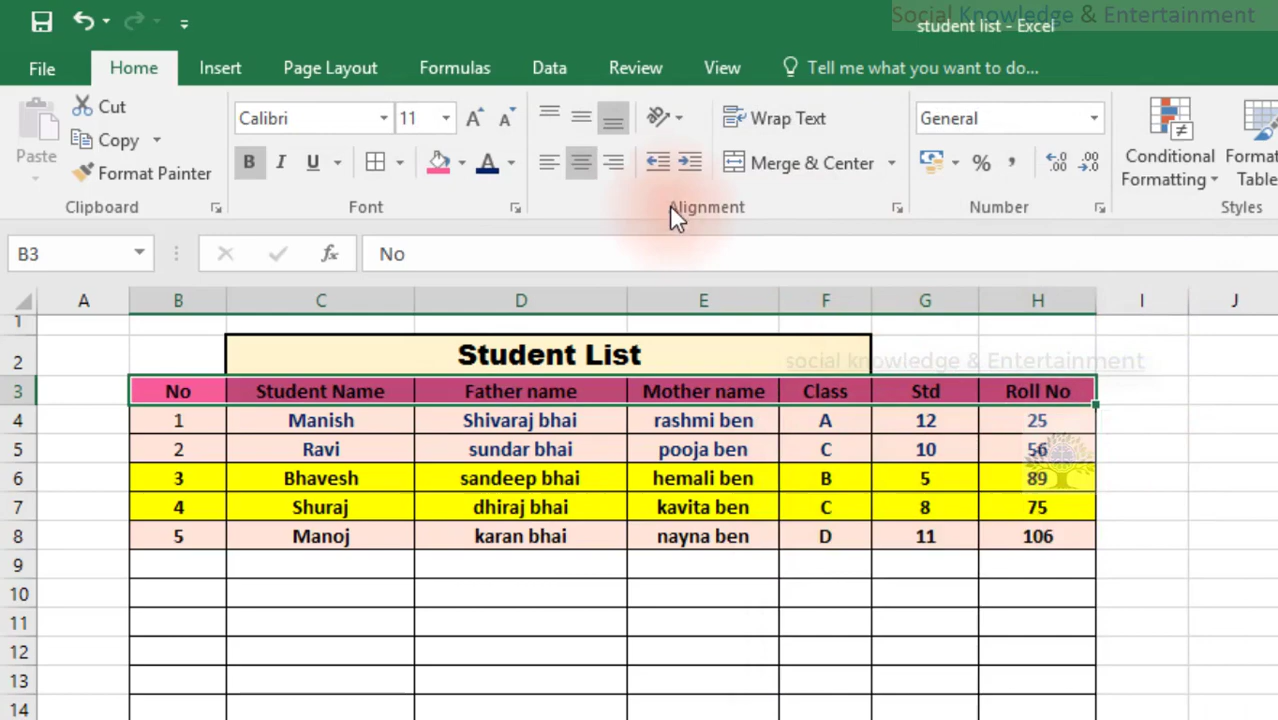 Social Knowledge & Entertainment
student list - Excel
File Home Insert Page Layout Formulas Data Review View Tell me what you want to do...
Cut
Copy
Format Painter
Paste
Clipboard
Calibri 11
B I U A
Font
Wrap Text
Merge & Center
Alignment
General
% ,
Number
Conditional Formatting
Format Table
Styles
B3 fx No
A B C D E F G H I J
1
2 Student List
social knowledge & Entertainment
3 No Student Name Father name Mother name Class Std Roll No
4 1 Manish Shivaraj bhai rashmi ben A 12 25
5 2 Ravi sundar bhai pooja ben C 10 56
6 3 Bhavesh sandeep bhai hemali ben B 5 89
7 4 Shuraj dhiraj bhai kavita ben C 8 75
8 5 Manoj karan bhai nayna ben D 11 106
9
10
11
12
13
14